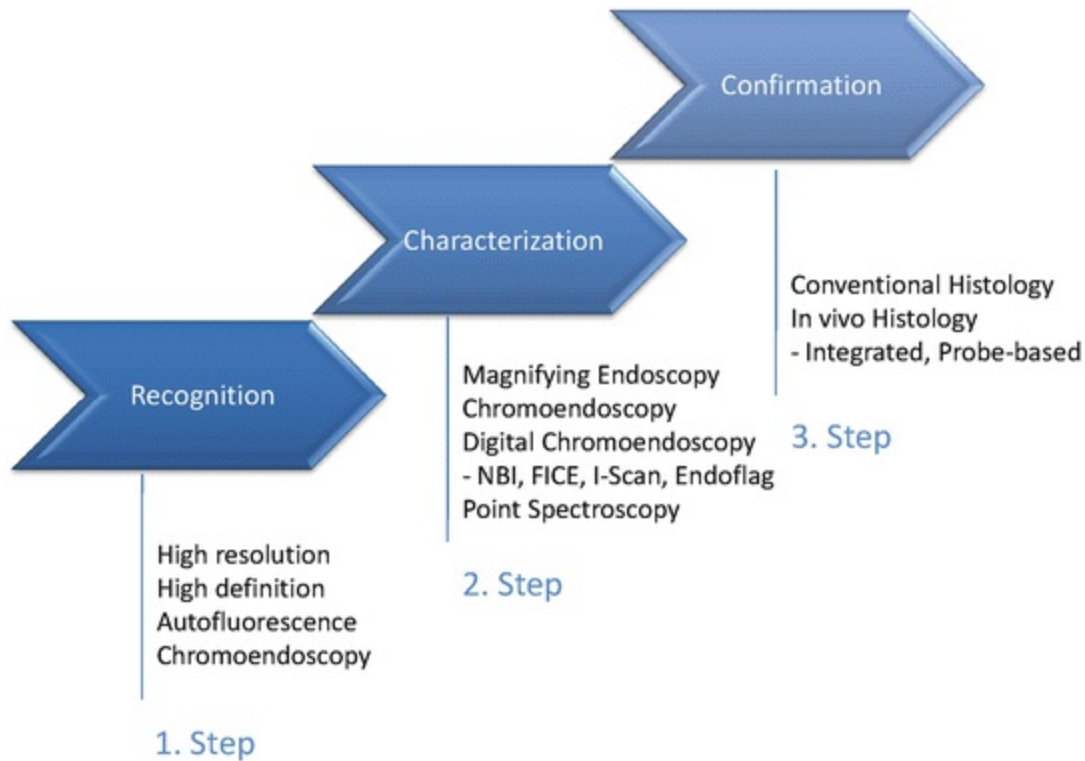 Recognition
High resolution
High definition
Autofluorescence
Chromoendoscopy
1. Step
Characterization
Magnifying Endoscopy
Chromoendoscopy
Digital Chromoendoscopy
- NBI, FICE, I-Scan, Endoflag
Point Spectroscopy
2. Step
Confirmation
Conventional Histology
In vivo Histology
- Integrated, Probe-based
3. Step